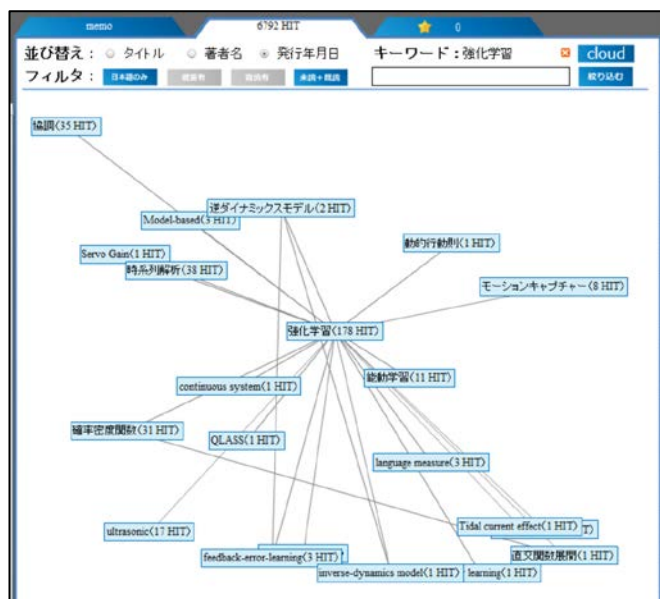 memo
6792 HIT
0
並び替え：
タイトル
著者名
発行年月日
キーワード：強化学習
cloud
フィルタ：
日本語のみ
未読+既読
絞り込む
協調(35 HIT)
逆ダイナミックスモデル(2 HIT)
Model-based(3 HIT)
動的行動則(1 HIT)
Servo Gain(1 HIT)
時系列解析(38 HIT)
モーションキャプチャー(8 HIT)
強化学習(178 HIT)
continuous system(1 HIT)
能動学習(11 HIT)
確率密度関数(31 HIT)
QLASS(1 HIT)
language measure(3 HIT)
ultrasonic(17 HIT)
Tidal current effect(1 HIT)
feedback-error-learning(3 HIT)
直交関数展開(1 HIT)
inverse-dynamics model(1 HIT)
learning(1 HIT)